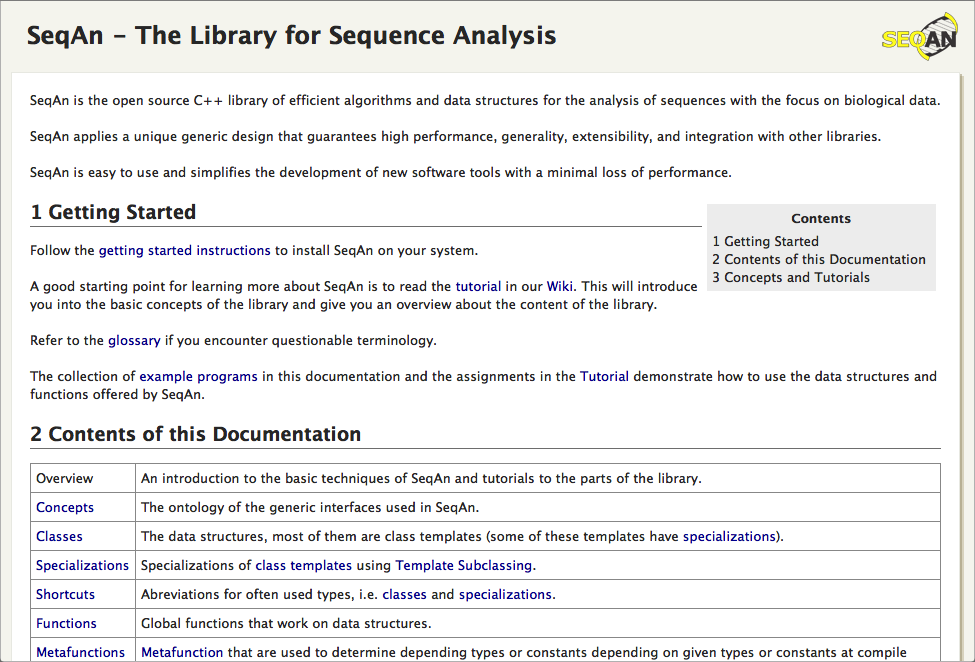 SeqAn – The Library for Sequence Analysis
SEQAN
SeqAn is the open source C++ library of efficient algorithms and data structures for the analysis of sequences with the focus on biological data.
SeqAn applies a unique generic design that guarantees high performance, generality, extensibility, and integration with other libraries.
SeqAn is easy to use and simplifies the development of new software tools with a minimal loss of performance.
1 Getting Started
Follow the getting started instructions to install SeqAn on your system.
A good starting point for learning more about SeqAn is to read the tutorial in our Wiki. This will introduce
you into the basic concepts of the library and give you an overview about the content of the library.
Refer to the glossary if you encounter questionable terminology.
Contents
1 Getting Started
2 Contents of this Documentation
3 Concepts and Tutorials
The collection of example programs in this documentation and the assignments in the Tutorial demonstrate how to use the data structures and
functions offered by SeqAn.
2 Contents of this Documentation
Overview An introduction to the basic techniques of SeqAn and tutorials to the parts of the library.
Concepts The ontology of the generic interfaces used in SeqAn.
Classes The data structures, most of them are class templates (some of these templates have specializations).
Specializations Specializations of class templates using Template Subclassing.
Shortcuts Abreviations for often used types, i.e. classes and specializations.
Functions Global functions that work on data structures.
Metafunctions Metafunction that are used to determine depending types or constants depending on given types or constants at compile